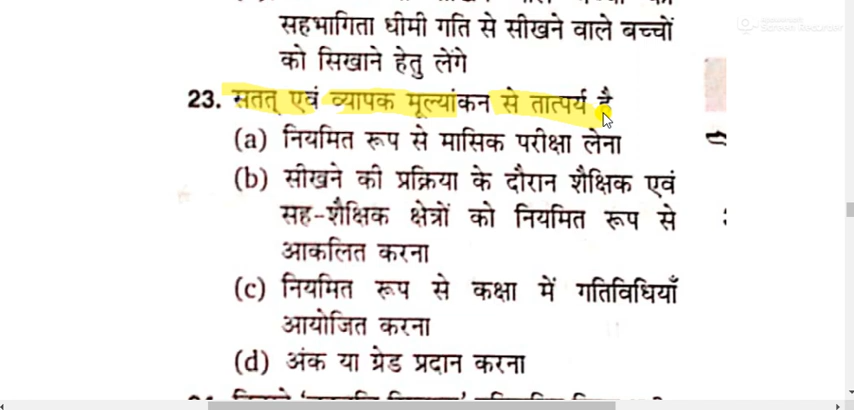 सहभागिता धीमी गति से सीखने वाले बच्चों
को सिखाने हेतु लेंगे
23. सतत् एवं व्यापक मूल्यांकन से तात्पर्य है
(a) नियमित रूप से मासिक परीक्षा लेना
(b) सीखने की प्रक्रिया के दौरान शैक्षिक एवं
सह-शैक्षिक क्षेत्रों को नियमित रूप से
आकलित करना
(c) नियमित रूप से कक्षा में गतिविधियाँ
आयोजित करना
(d) अंक या ग्रेड प्रदान करना